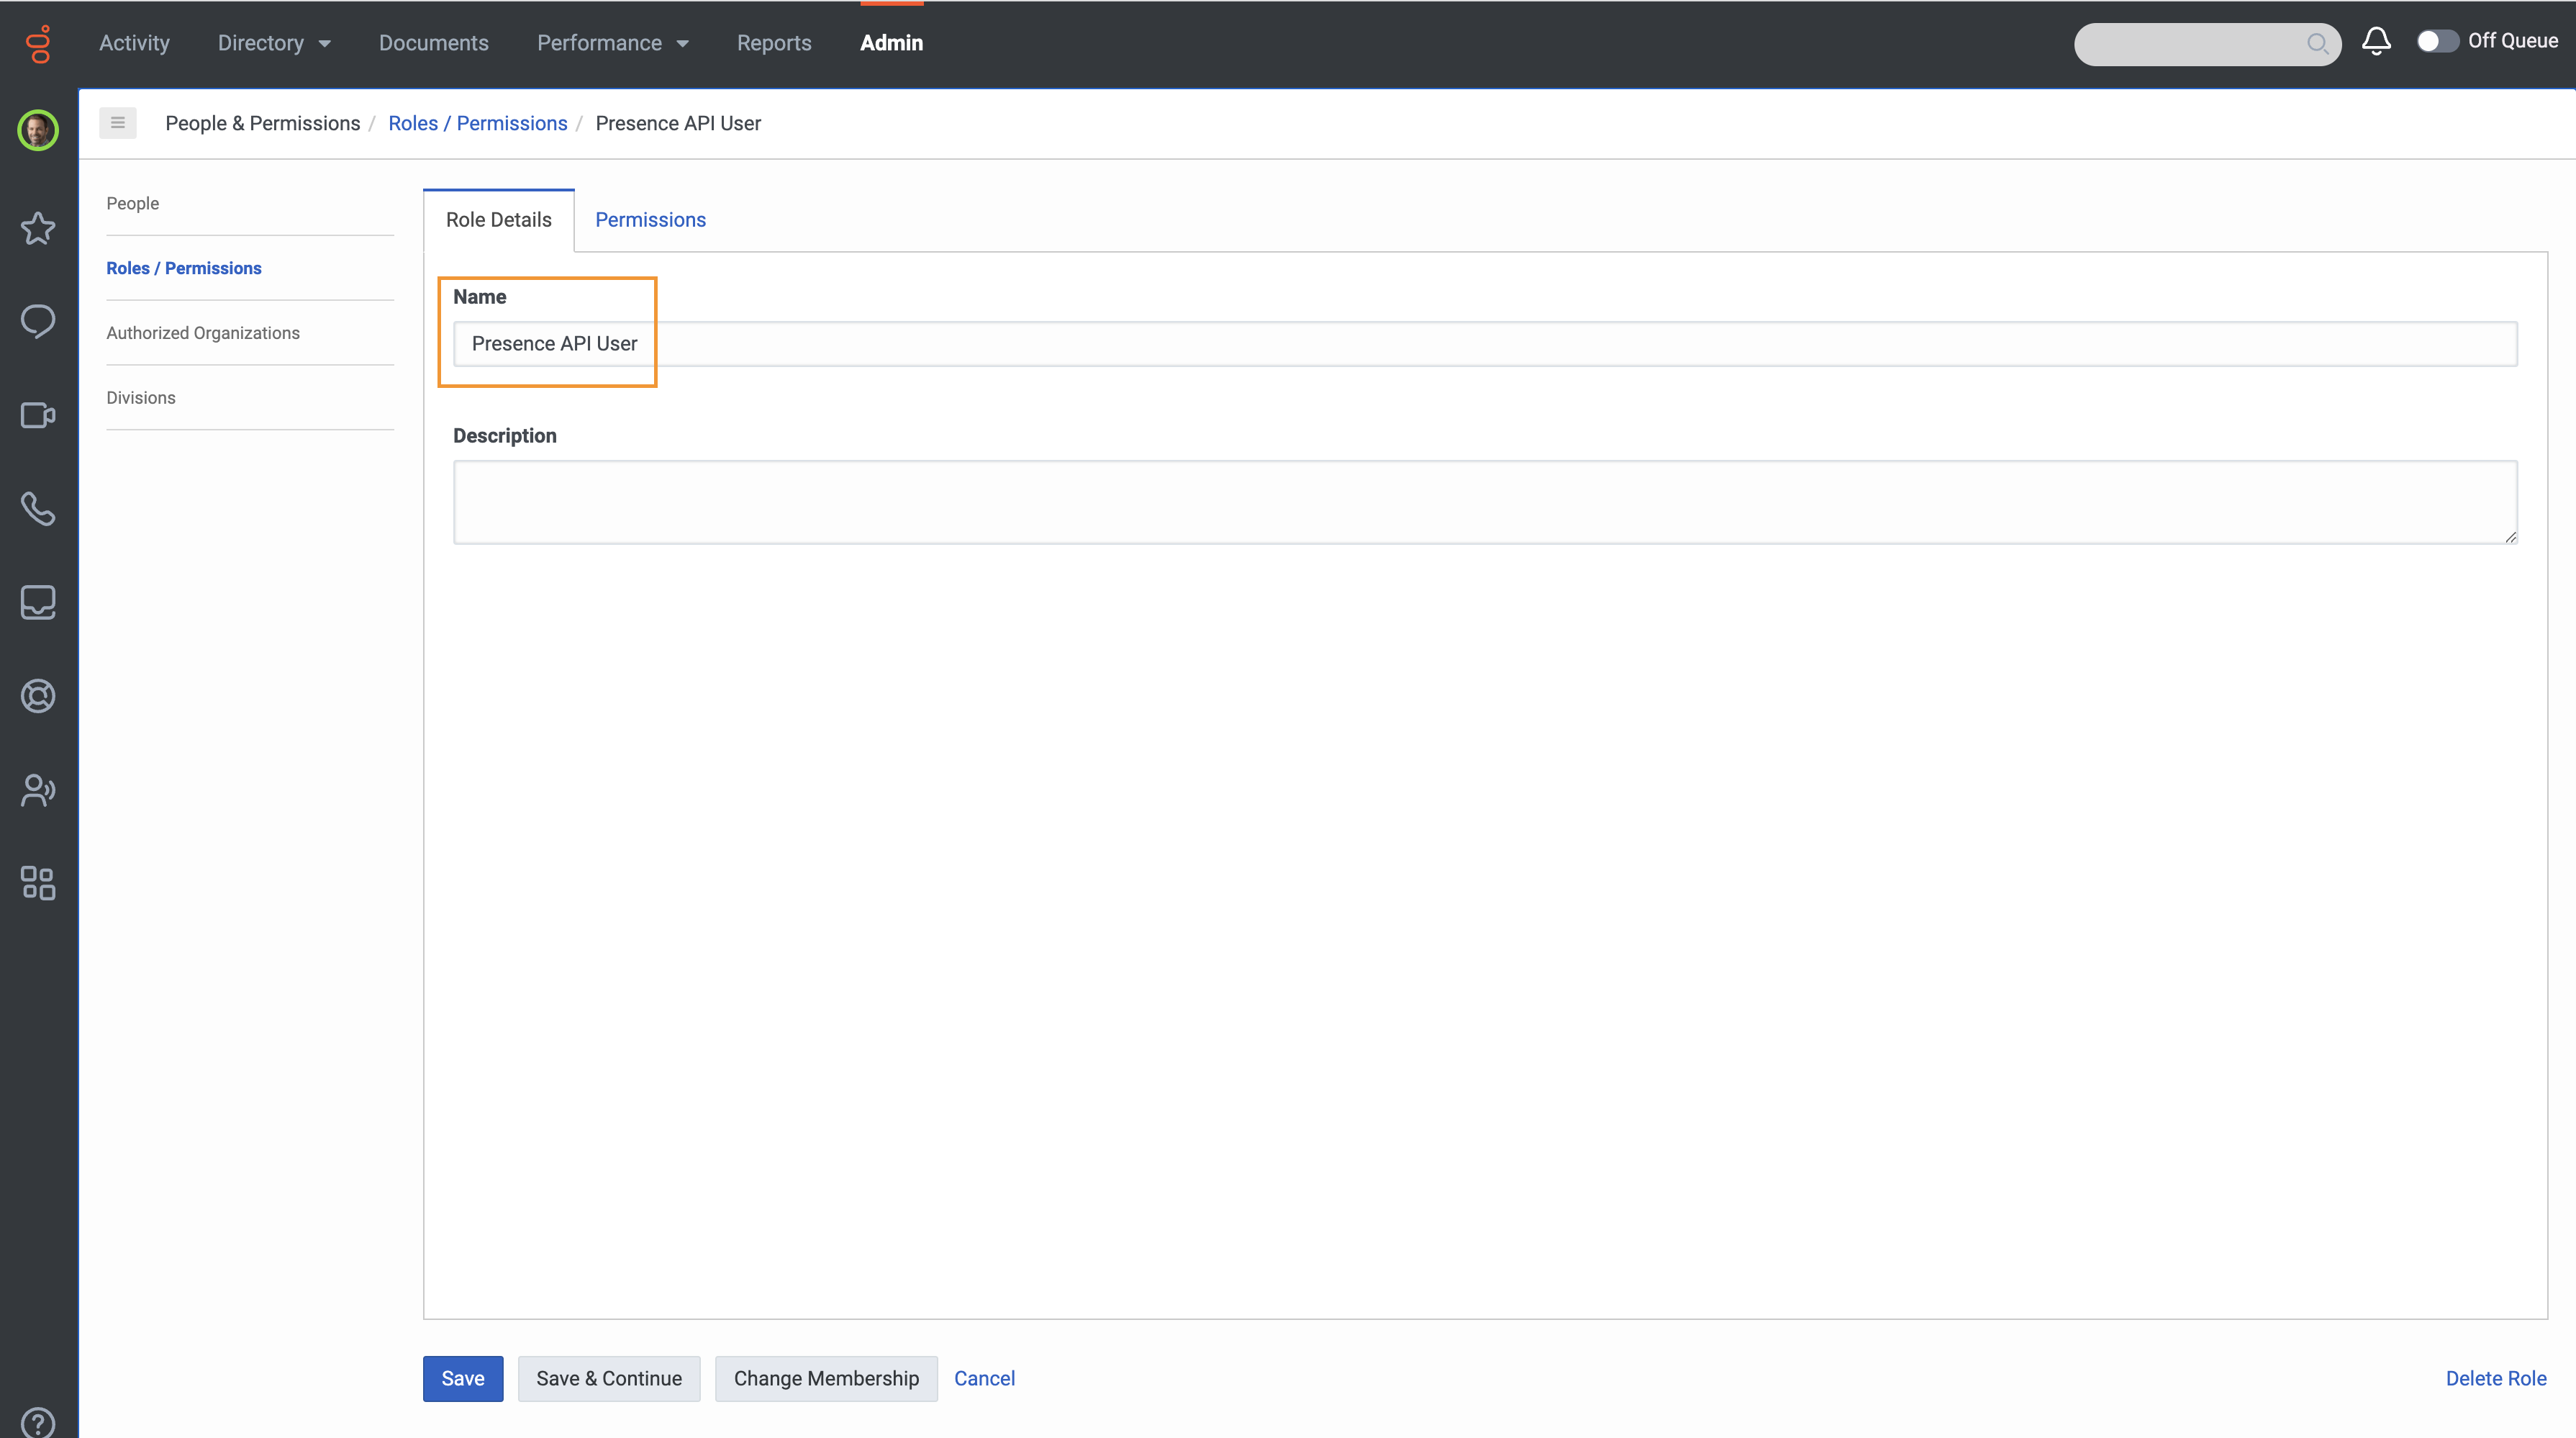 Activity Directory Documents Performance Reports Admin Off Queue
People & Permissions / Roles / Permissions / Presence API User
People
Roles / Permissions
Authorized Organizations
Divisions
Role Details Permissions
Name
Presence API User
Description
Save Save & Continue Change Membership Cancel Delete Role